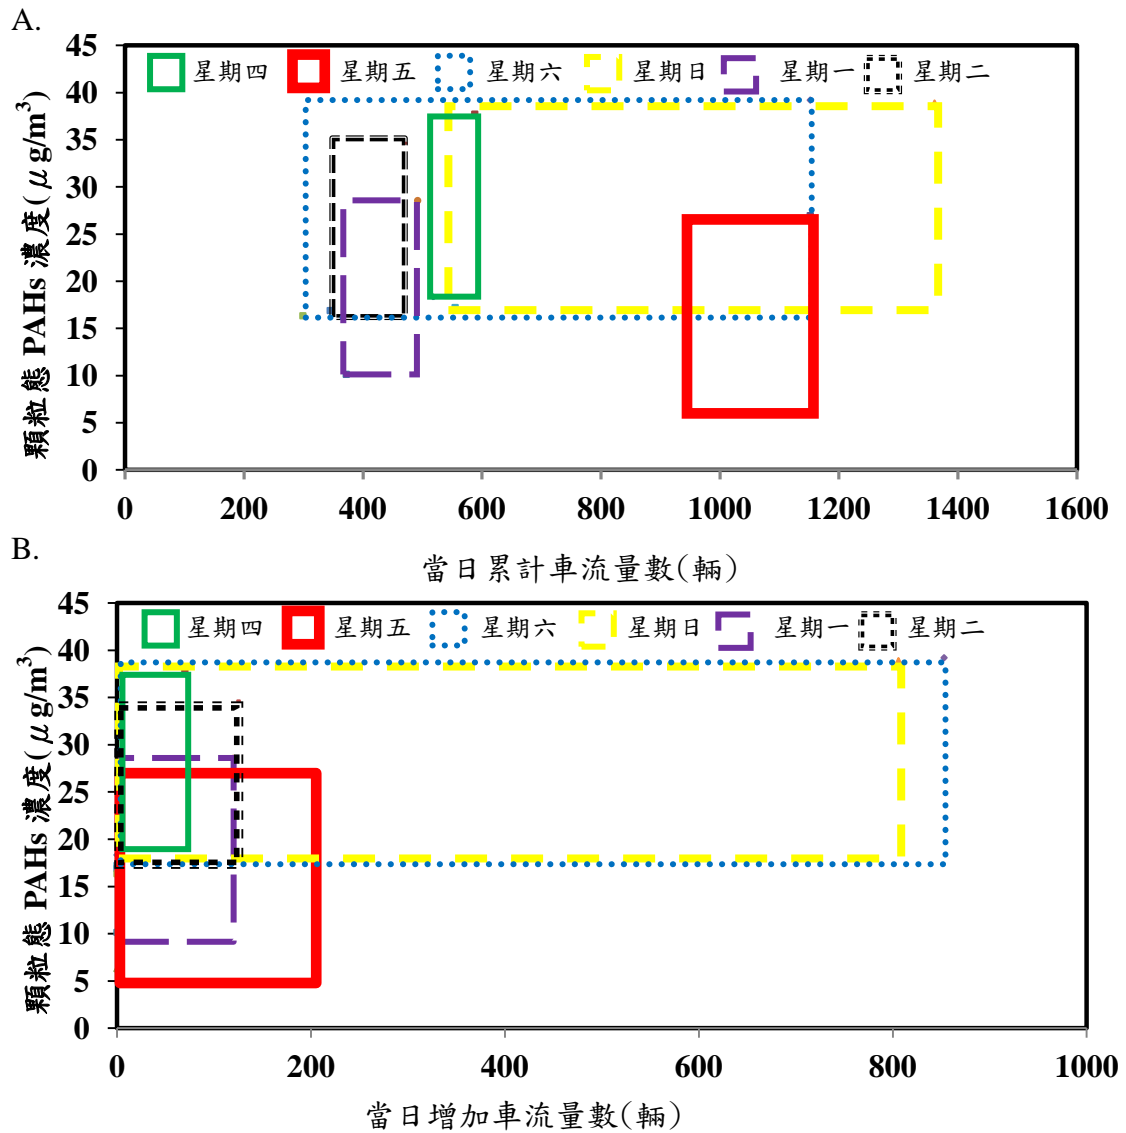 A.
星期四 星期五 星期六 星期日 星期一 星期二
顆粒態 PAHs 濃度(μg/m³)
45
40
35
30
25
20
15
10
5
0
0 200 400 600 800 1000 1200 1400 1600
當日累計車流量數(輛)
B.
星期四 星期五 星期六 星期日 星期一 星期二
顆粒態 PAHs 濃度(μg/m³)
45
40
35
30
25
20
15
10
5
0
0 200 400 600 800 1000
當日增加車流量數(輛)